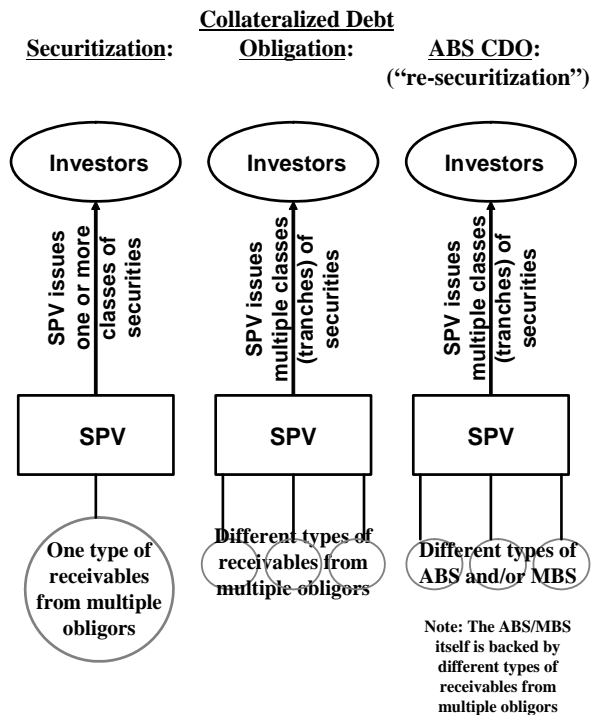 Securitization:
Collateralized Debt
Obligation:
ABS CDO:
(“re-securitization”)
Investors
SPV issues
one or more
classes of
securities
SPV
One type of
receivables
from multiple
obligors
Investors
SPV issues
multiple classes
(tranches) of
securities
SPV
Different types of
receivables from
multiple obligors
Investors
SPV issues
multiple classes
(tranches) of
securities
SPV
Different types of
ABS and/or MBS
Note: The ABS/MBS
itself is backed by
different types of
receivables from
multiple obligors